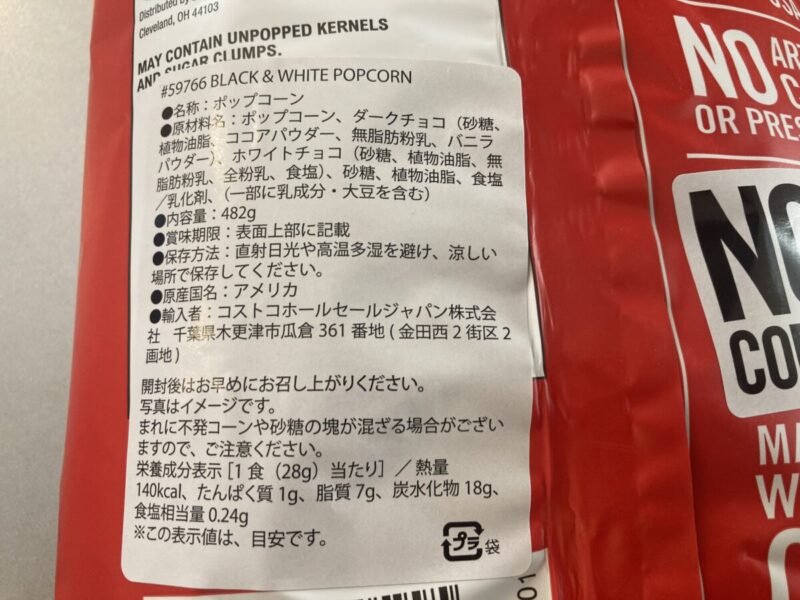 Distributed by
Cleveland, OH 44103
MAY CONTAIN UNPOPPED KERNELS
AND SUGAR CLUMPS.
#59766 BLACK & WHITE POPCORN
●名称：ポップコーン
●原材料名：ポップコーン、ダークチョコ（砂糖、
植物油脂、ココアパウダー、無脂肪粉乳、バニラ
パウダー）、ホワイトチョコ（砂糖、植物油脂、無
脂肪粉乳、全粉乳、食塩）、砂糖、植物油脂、食塩
／乳化剤、（一部に乳成分・大豆を含む）
●内容量：482g
●賞味期限：表面上部に記載
●保存方法：直射日光や高温多湿を避け、涼しい
場所で保存してください。
●原産国名：アメリカ
●輸入者：コストコホールセールジャパン株式会
社 千葉県木更津市瓜倉 361 番地 ( 金田西 2 街区 2
画地 )
開封後はお早めにお召し上がりください。
写真はイメージです。
まれに不発コーンや砂糖の塊が混ざる場合がござい
ますので、ご注意ください。
栄養成分表示［1 食（28g）当たり］／熱量
140kcal、たんぱく質 1g、脂質 7g、炭水化物 18g、
食塩相当量 0.24g
※この表示値は、目安です。
プラ 袋
NO
OR PRES
NO
CO
MA
W
01